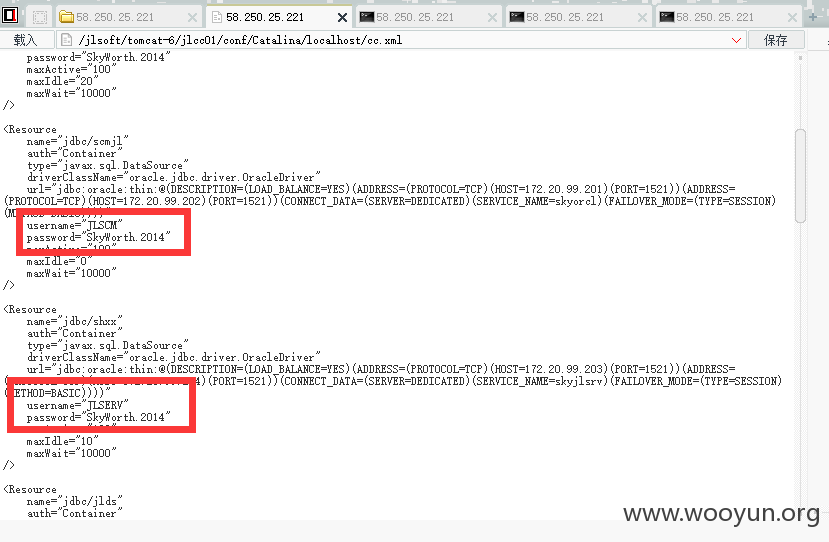 58.250.25.221
58.250.25.221
58.250.25.221
58.250.25.221
58.250.25.221
载入
/jlsoft/tomcat-6/jlcc01/conf/Catalina/localhost/cc.xml
保存
password="SkyWorth.2014"
maxActive="100"
maxIdle="20"
maxWait="10000"
/>
<Resource
name="jdbc/scmjl"
auth="Container"
type="javax.sql.DataSource"
driverClassName="oracle.jdbc.driver.OracleDriver"
url="jdbc:oracle:thin:@(DESCRIPTION=(LOAD_BALANCE=YES)(ADDRESS=(PROTOCOL=TCP)(HOST=172.20.99.201)(PORT=1521))(ADDRESS=
(PROTOCOL=TCP)(HOST=172.20.99.202)(PORT=1521))(CONNECT_DATA=(SERVER=DEDICATED)(SERVICE_NAME=skyorcl)(FAILOVER_MODE=(TYPE=SESSION)
username="JLSCM"
password="SkyWorth.2014"
maxIdle="0"
maxWait="10000"
/>
<Resource
name="jdbc/shxx"
auth="Container"
type="javax.sql.DataSource"
driverClassName="oracle.jdbc.driver.OracleDriver"
url="jdbc:oracle:thin:@(DESCRIPTION=(LOAD_BALANCE=YES)(ADDRESS=(PROTOCOL=TCP)(HOST=172.20.99.203)(PORT=1521))(ADDRESS=
(PORT=1521))(CONNECT_DATA=(SERVER=DEDICATED)(SERVICE_NAME=skyjlsrv)(FAILOVER_MODE=(TYPE=SESSION)
(METHOD=BASIC))))"
username="JLSERV"
password="SkyWorth.2014"
maxIdle="10"
maxWait="10000"
/>
<Resource
name="jdbc/jlds"
auth="Container"
www.wooyun.org